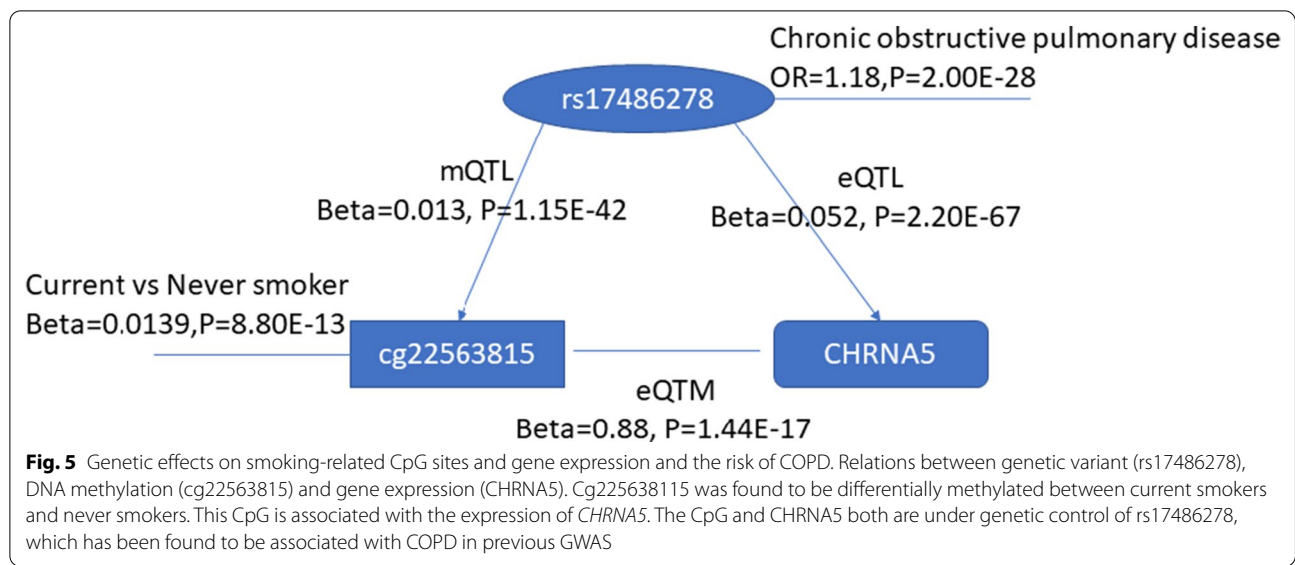 Chronic obstructive pulmonary disease
OR=1.18,P=2.00E-28
rs17486278
mQTL
Beta=0.013, P=1.15E-42
eQTL
Beta=0.052, P=2.20E-67
Current vs Never smoker
Beta=0.0139,P=8.80E-13
cg22563815
CHRNA5
eQTM
Beta=0.88, P=1.44E-17
Fig. 5 Genetic effects on smoking-related CpG sites and gene expression and the risk of COPD. Relations between genetic variant (rs17486278),
DNA methylation (cg22563815) and gene expression (CHRNA5). Cg225638115 was found to be differentially methylated between current smokers
and never smokers. This CpG is associated with the expression of CHRNA5. The CpG and CHRNA5 both are under genetic control of rs17486278,
which has been found to be associated with COPD in previous GWAS